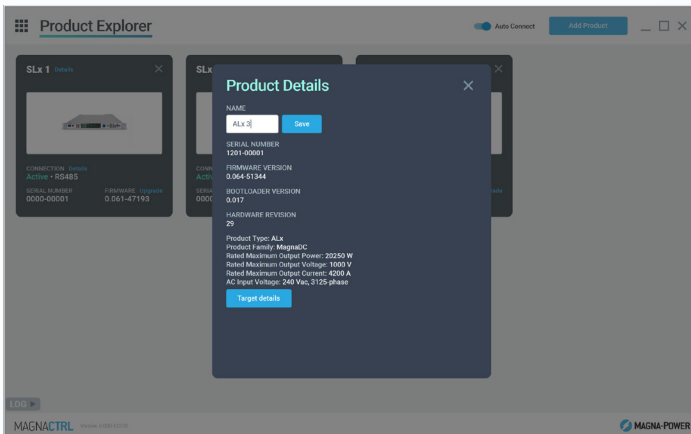 Product Explorer
Auto Connect
Add Product
SLx 1 Details
SLx
Product Details
NAME
ALx 3
Save
SERIAL NUMBER
1201-00001
FIRMWARE VERSION
0.064-51344
BOOTLOADER VERSION
0.017
HARDWARE REVISION
29
Product Type: ALx
Product Family: MagnaDC
Rated Maximum Output Power: 20250 W
Rated Maximum Output Voltage: 1000 V
Rated Maximum Output Current: 4200 A
AC Input Voltage: 240 Vac, 3125-phase
Target details
CONNECTION Details
Active • RS485
SERIAL NUMBER
0000-00001
FIRMWARE Upgrade
0.061-47193
LOG
MAGNACTRL
MAGNA-POWER